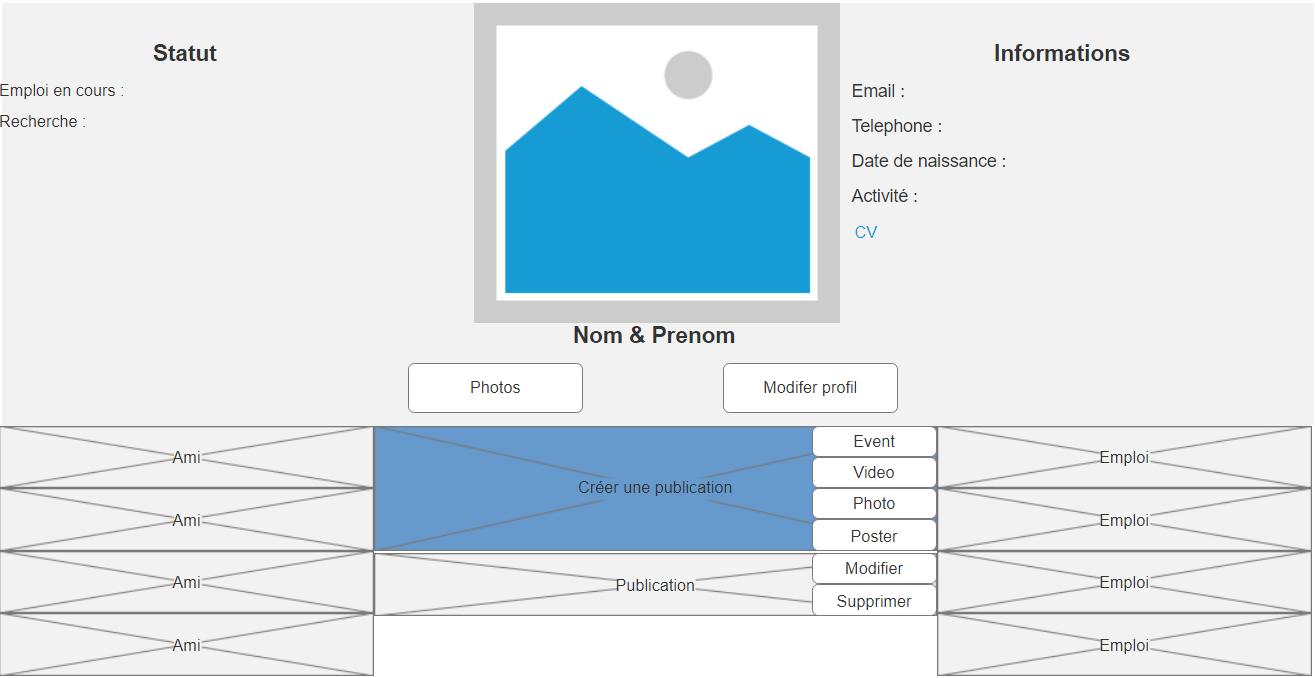 Statut
Emploi en cours :
Recherche :
Informations
Email :
Telephone :
Date de naissance :
Activité :
CV
Nom & Prenom
Photos
Modifer profil
Ami
Ami
Ami
Ami
Créer une publication
Event
Video
Photo
Poster
Publication
Modifier
Supprimer
Emploi
Emploi
Emploi
Emploi